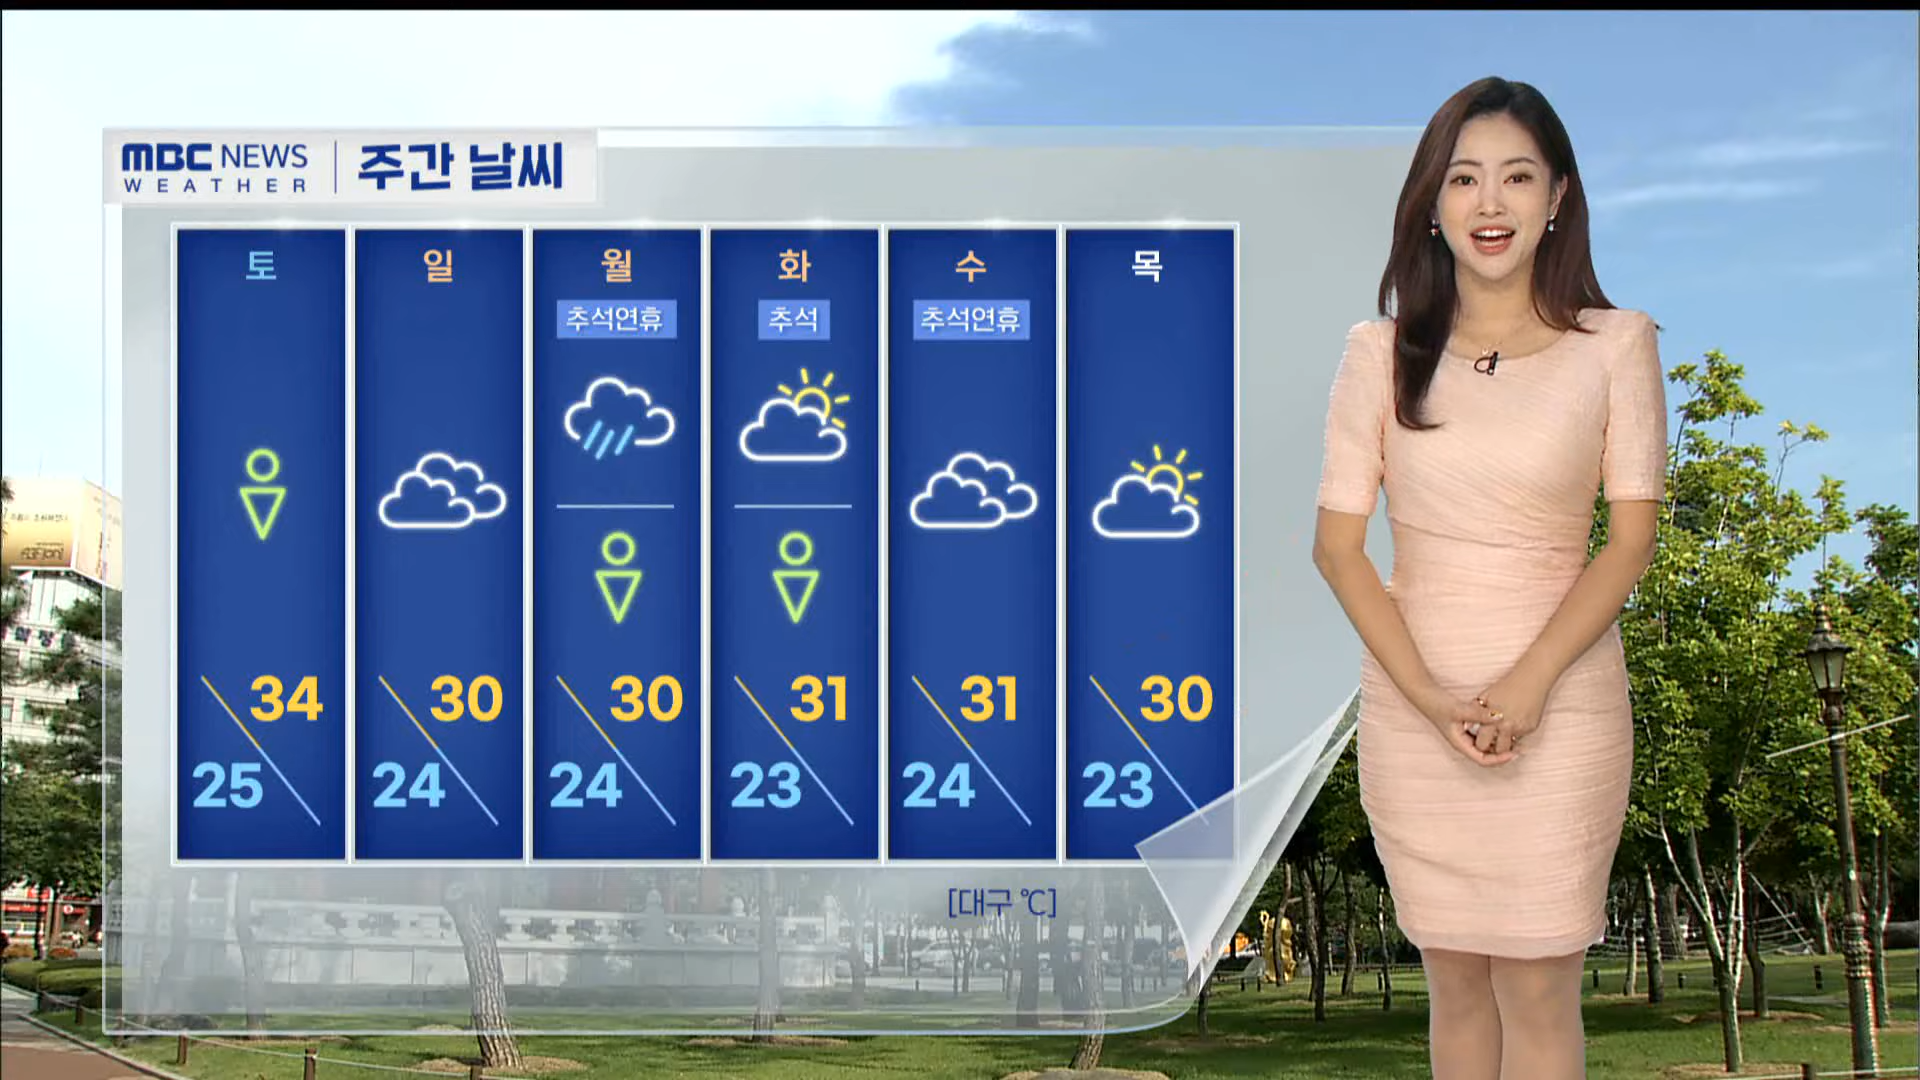 MBC NEWS
WEATHER
주간 날씨
토 일 월 화 수 목
추석연휴 추석 추석연휴
34 30 30 31 31 30
25 24 24 23 24 23
[대구 ℃]